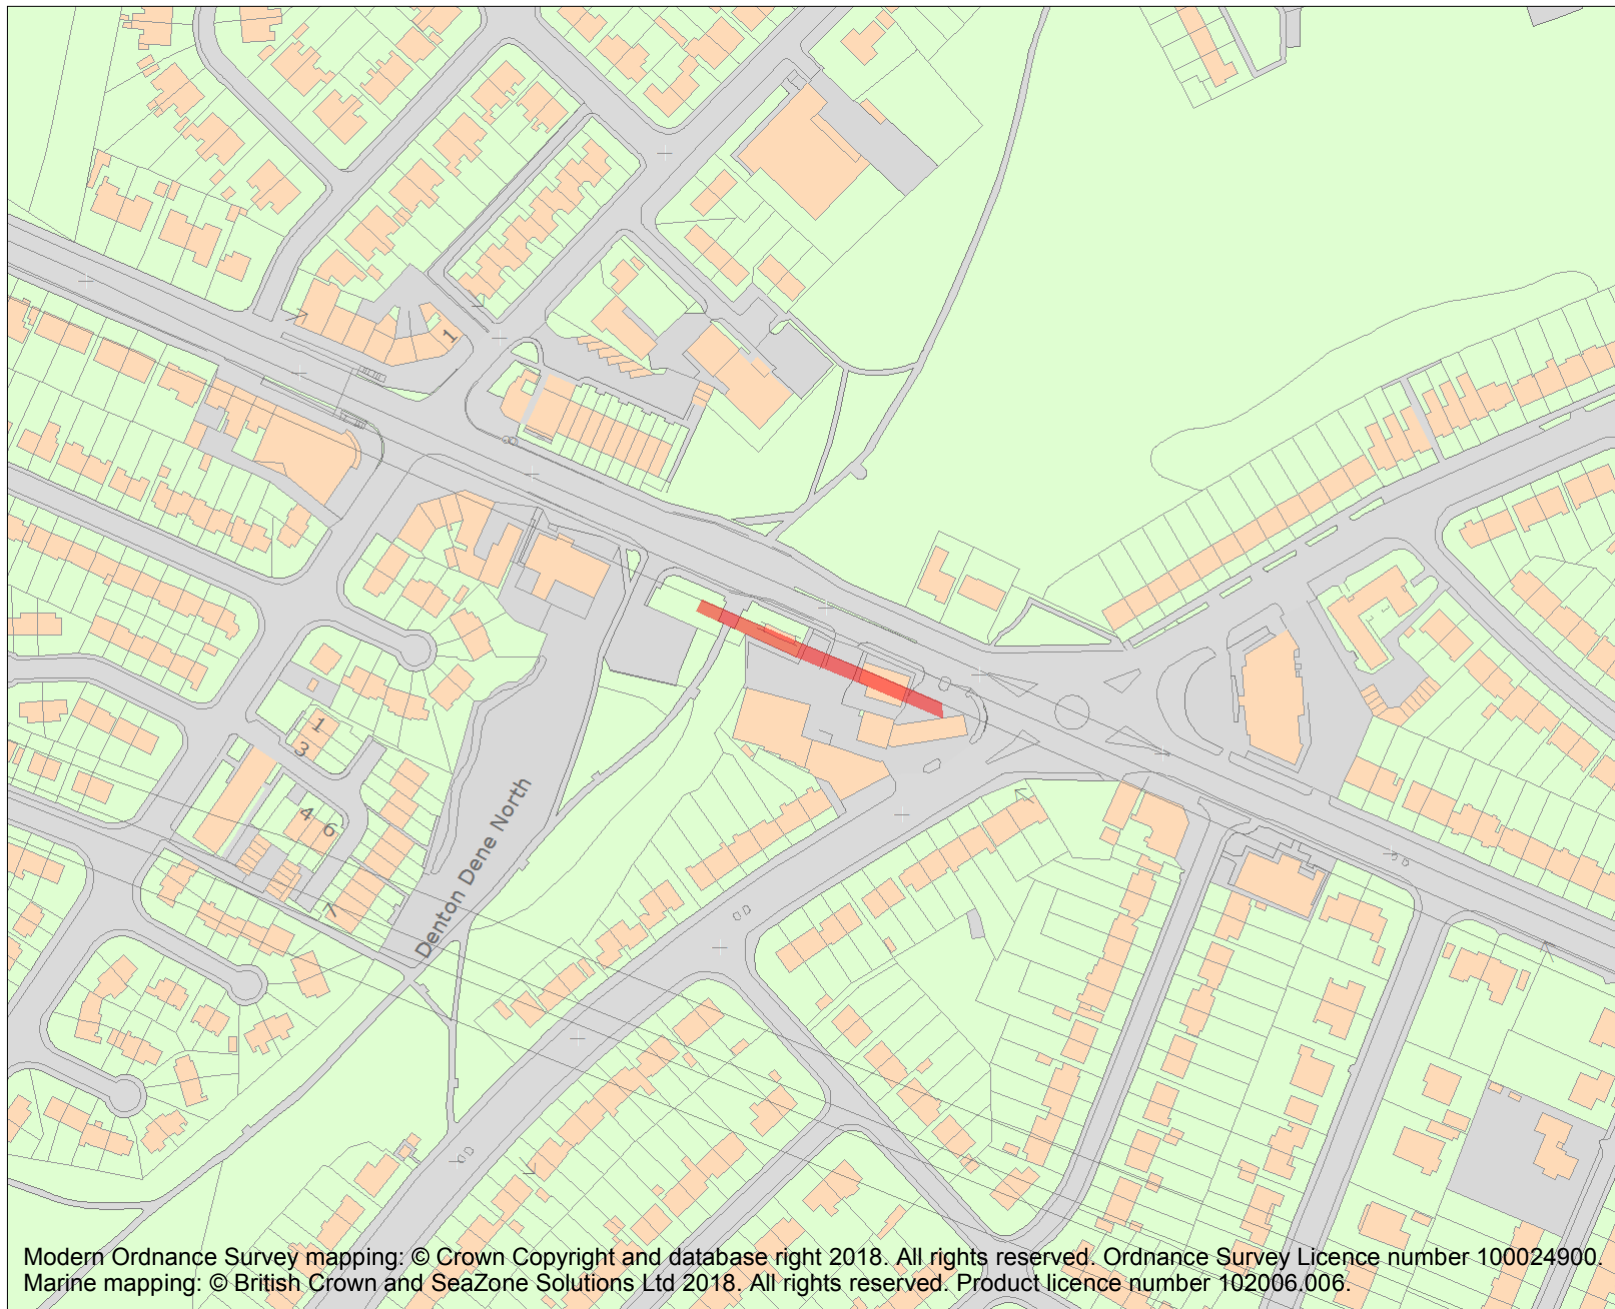 1
1
3
4
6
Denton Dene North
Modern Ordnance Survey mapping: © Crown Copyright and database right 2018. All rights reserved. Ordnance Survey Licence number 100024900.
Marine mapping: © British Crown and SeaZone Solutions Ltd 2018. All rights reserved. Product licence number 102006.006.